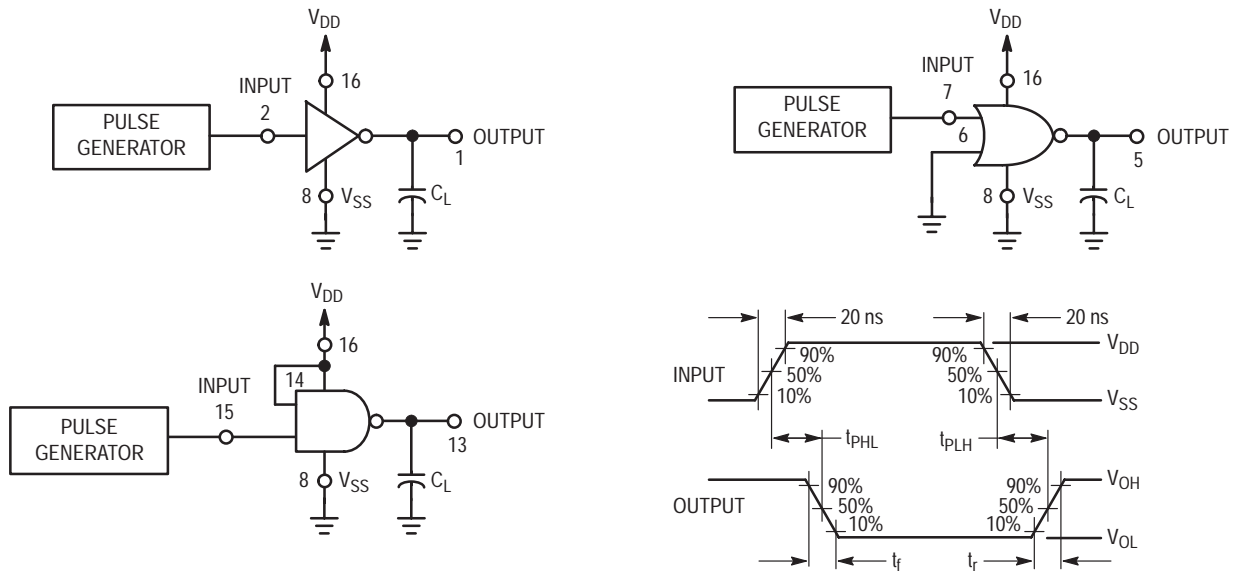 VDD
16
INPUT
2
PULSE
GENERATOR
OUTPUT
1
8
VSS
CL
VDD
16
INPUT
7
PULSE
GENERATOR
6
OUTPUT
5
8
VSS
CL
VDD
16
14
INPUT
15
PULSE
GENERATOR
OUTPUT
13
8
VSS
CL
20 ns
20 ns
VDD
90%
90%
INPUT
50%
50%
10%
10%
VSS
tPHL
tPLH
VOH
90%
90%
OUTPUT
50%
50%
10%
10%
VOL
tf
tr